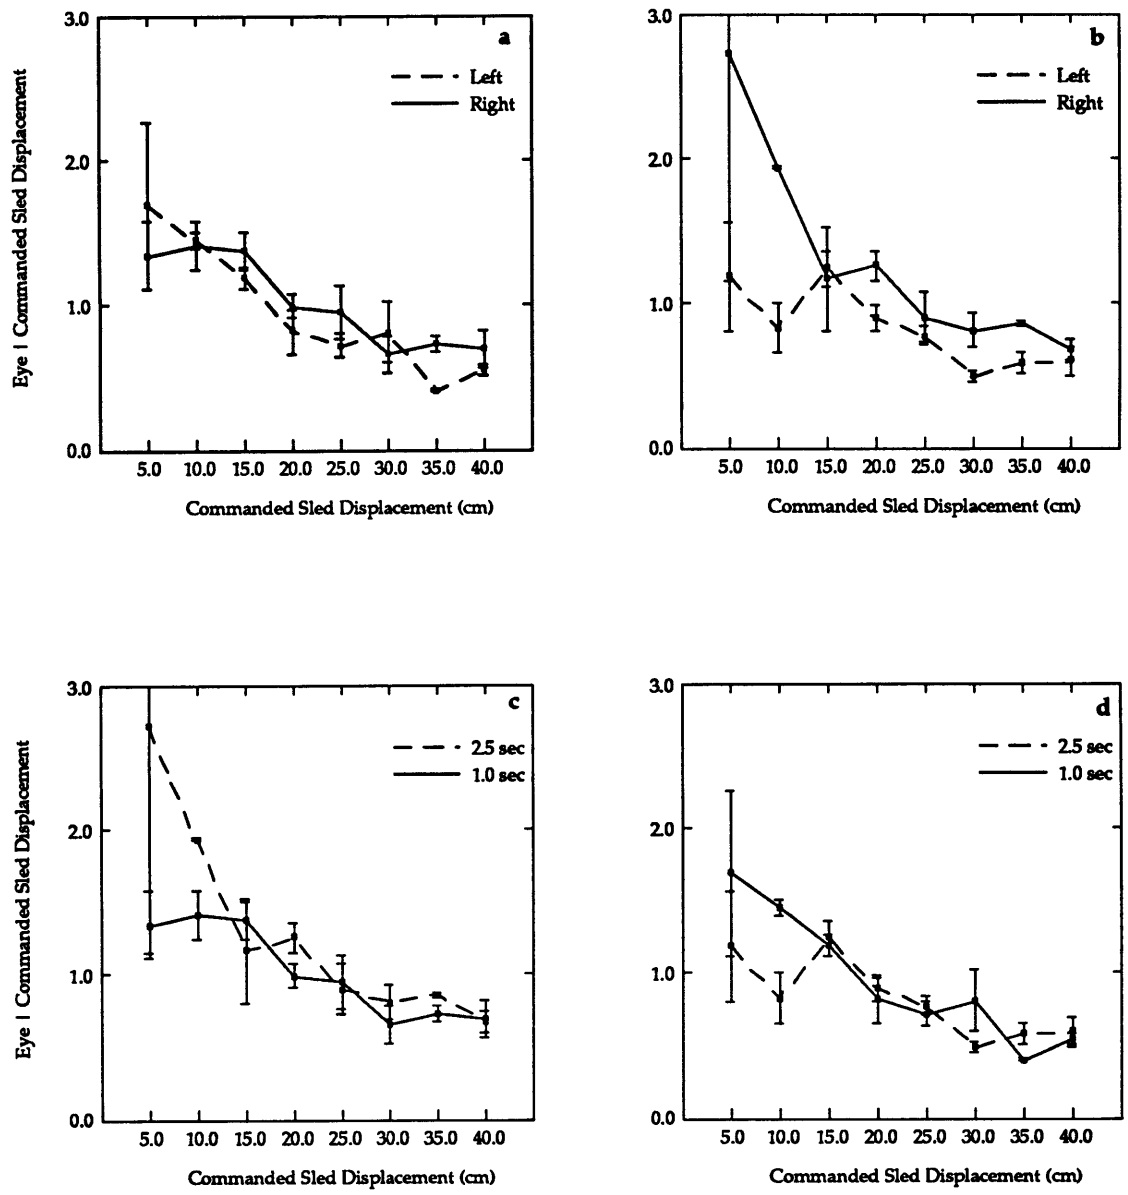 3.0
a
Left
Right
2.0
1.0
0.0
5.0 10.0 15.0 20.0 25.0 30.0 35.0 40.0
Commanded Sled Displacement (cm)
Eye | Commanded Sled Displacement
3.0
b
Left
Right
2.0
1.0
0.0
5.0 10.0 15.0 20.0 25.0 30.0 35.0 40.0
Commanded Sled Displacement (cm)
3.0
c
2.5 sec
1.0 sec
2.0
1.0
0.0
5.0 10.0 15.0 20.0 25.0 30.0 35.0 40.0
Commanded Sled Displacement (cm)
Eye | Commanded Sled Displacement
3.0
d
2.5 sec
1.0 sec
2.0
1.0
0.0
5.0 10.0 15.0 20.0 25.0 30.0 35.0 40.0
Commanded Sled Displacement (cm)